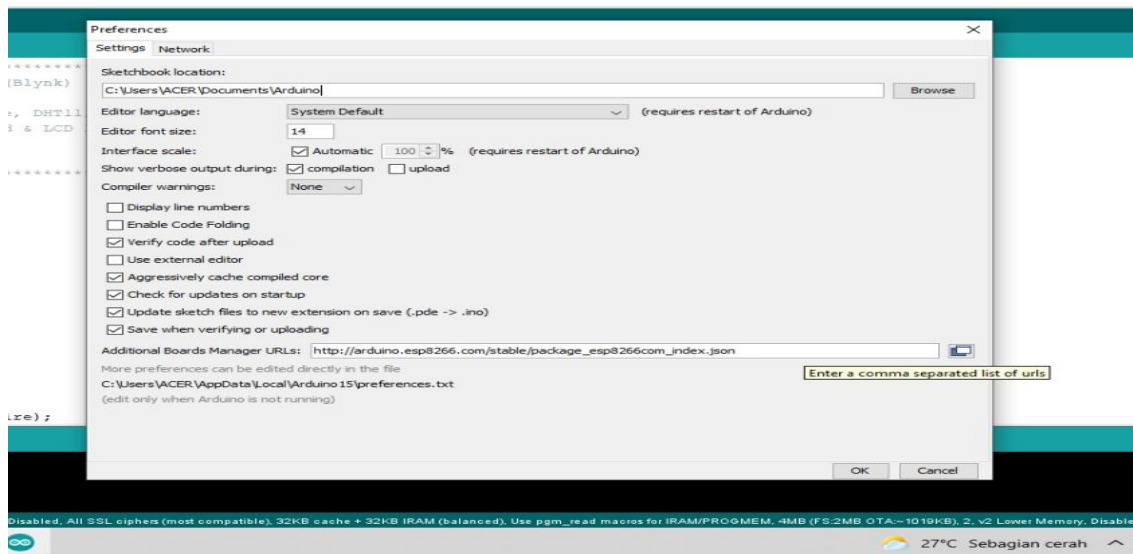 Preferences
Settings Network
Sketchbook location:
C:\Users\ACER\Documents\Arduino Browse
Editor language: System Default (requires restart of Arduino)
Editor font size: 14
Interface scale: Automatic 100 % (requires restart of Arduino)
Show verbose output during: compilation upload
Compiler warnings: None
Display line numbers
Enable Code Folding
Verify code after upload
Use external editor
Aggressively cache compiled core
Check for updates on startup
Update sketch files to new extension on save (.pde -> .ino)
Save when verifying or uploading
Additional Boards Manager URLs: http://arduino.esp8266.com/stable/package_esp8266com_index.json
More preferences can be edited directly in the file
Enter a comma separated list of urls
C:\Users\ACER\AppData\Local\Arduino15\preferences.txt
(edit only when Arduino is not running)
OK Cancel
**********
(Blynk)
, DHT11
& LCD
*********
ire);
Disabled, All SSL ciphers (most compatible), 32KB cache + 32KB IRAM (balanced), Use pgm_read macros for IRAM/PROGMEM, 4MB (FS:2MB OTA:~1019KB), 2, v2 Lower Memory, Disable
27°C Sebagian cerah